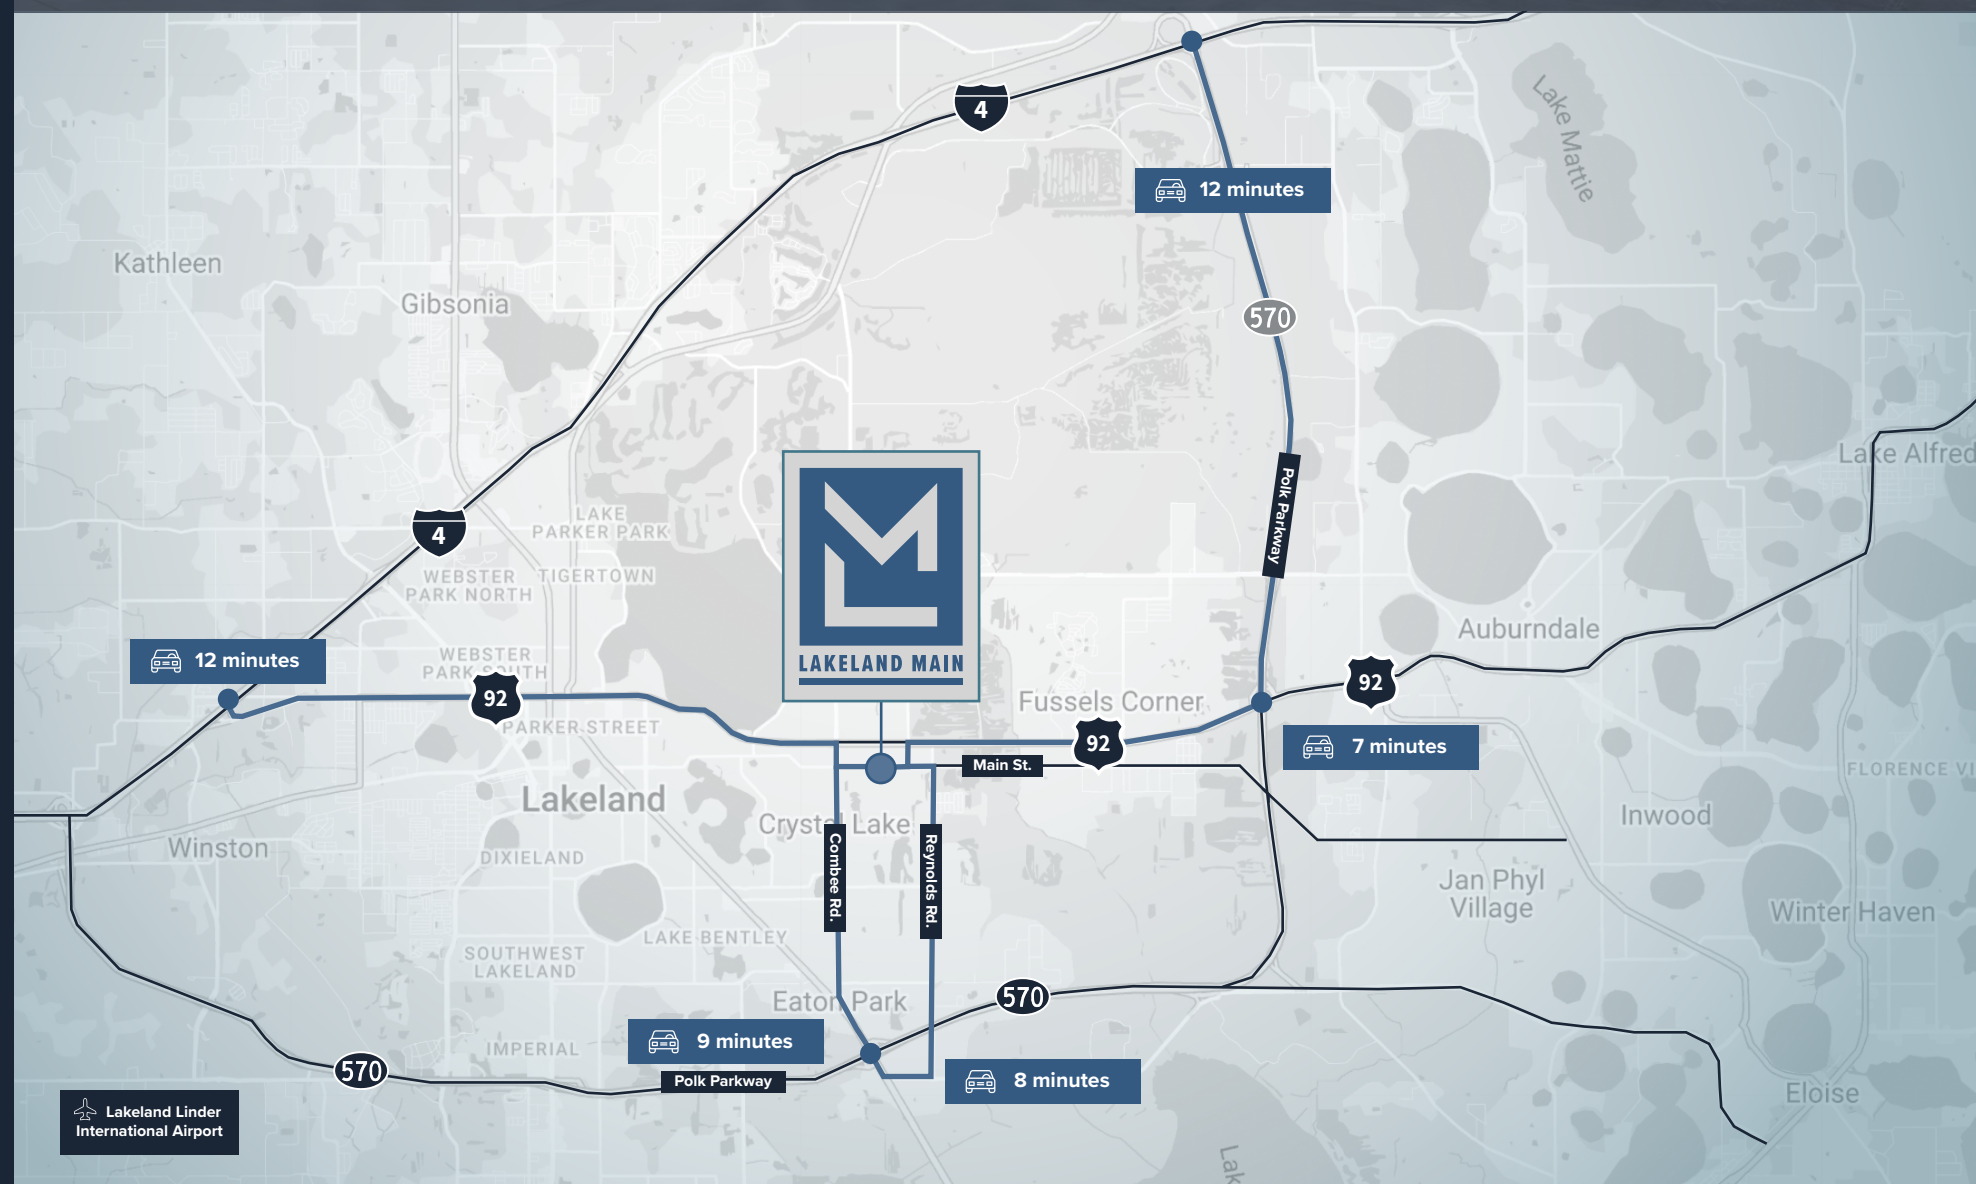 4
Lake Mattie
12 minutes
Kathleen
Gibsonia
570
Lake Alfred
Polk Parkway
LAKE
PARKER PARK
4
WEBSTER
PARK NORTH
TIGERTOWN
Auburndale
LAKELAND MAIN
12 minutes
WEBSTER
PARK SOUTH
92
92
Fussels Corner
PARKER STREET
92
7 minutes
Main St.
FLORENCE VI
Lakeland
Crystal Lake
Inwood
Winston
DIXIELAND
Combee Rd.
Reynolds Rd.
Jan Phyl
Village
Winter Haven
LAKE BENTLEY
SOUTHWEST
LAKELAND
Eaton Park
570
9 minutes
IMPERIAL
570
Polk Parkway
8 minutes
Eloise
Lakeland Linder
International Airport
Lak